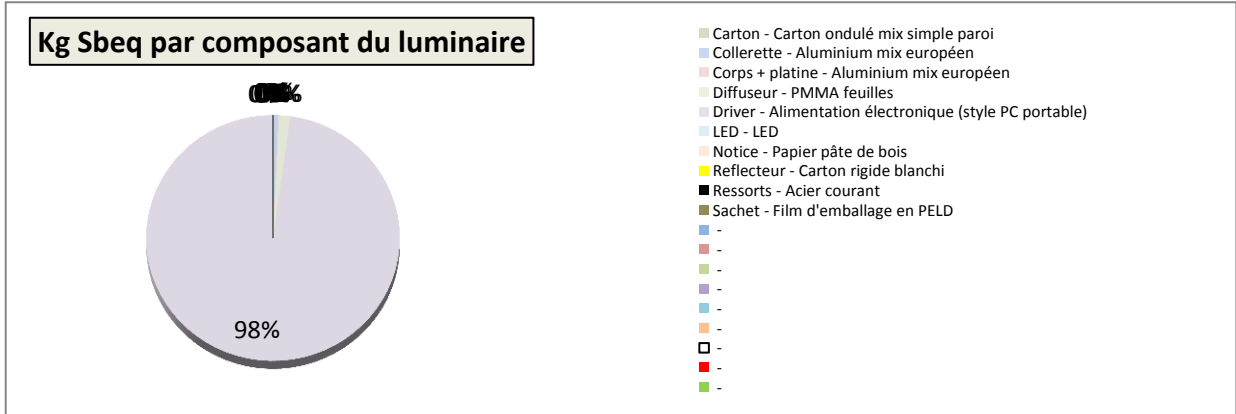 Kg Sbeq par composant du luminaire
98%
Carton - Carton ondulé mix simple paroi
Collerette - Aluminium mix européen
Corps + platine - Aluminium mix européen
Diffuseur - PMMA feuilles
Driver - Alimentation électronique (style PC portable)
LED - LED
Notice - Papier pâte de bois
Reflecteur - Carton rigide blanchi
Ressorts - Acier courant
Sachet - Film d'emballage en PELD
-
-
-
-
-
-
-
-
-